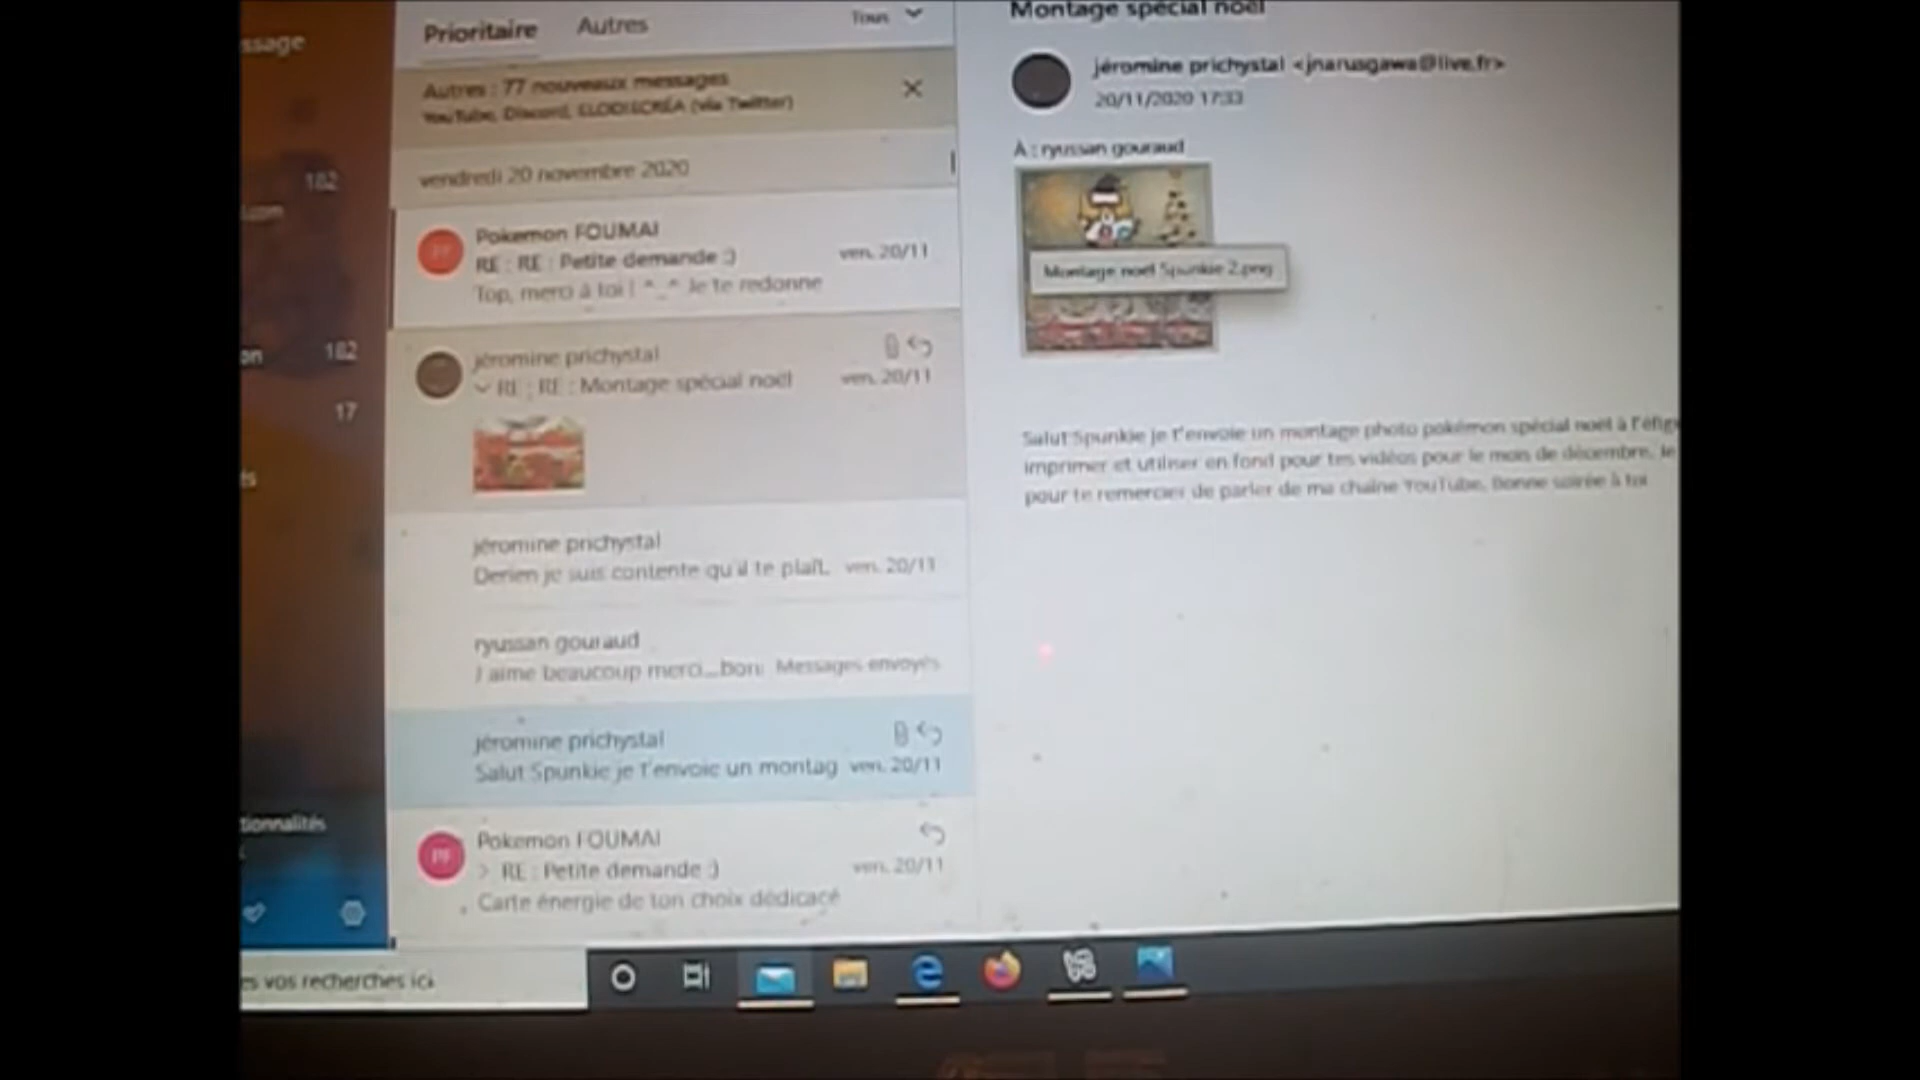 ssage
182
.com
on 182
17
ts
tionnalités
es vos recherches ici
Prioritaire Autres Tous
Autres : 77 nouveaux messages
YouTube, Discord, ELODIECRÉA (via Twitter)
vendredi 20 novembre 2020
Pokemon FOUMAI
RE : RE : Petite demande :) ven. 20/11
Top, merci à toi ! ^_^ Je te redonne
jéromine prichystal
RE : RE : Montage spécial noël ven. 20/11
jéromine prichystal
Derien je suis contente qu'il te plaît. ven. 20/11
ryussan gouraud
J aime beaucoup merci...bon: Messages envoyés
jéromine prichystal
Salut Spunkie je t'envoie un montag ven. 20/11
PF
Pokemon FOUMAI
> RE : Petite demande :) ven. 20/11
Carte énergie de ton choix dédicacé
Montage spécial noël
jéromine prichystal <jnarusgawa@live.fr>
20/11/2020 17:33
À : ryussan gouraud
Montage noël Spunkie 2.png
Salut Spunkie je t'envoie un montage photo pokémon spécial noël à l'éfig
imprimer et utiliser en fond pour tes vidéos pour le mois de décembre. Je
pour te remercier de parler de ma chaîne YouTube. Bonne soirée à toi